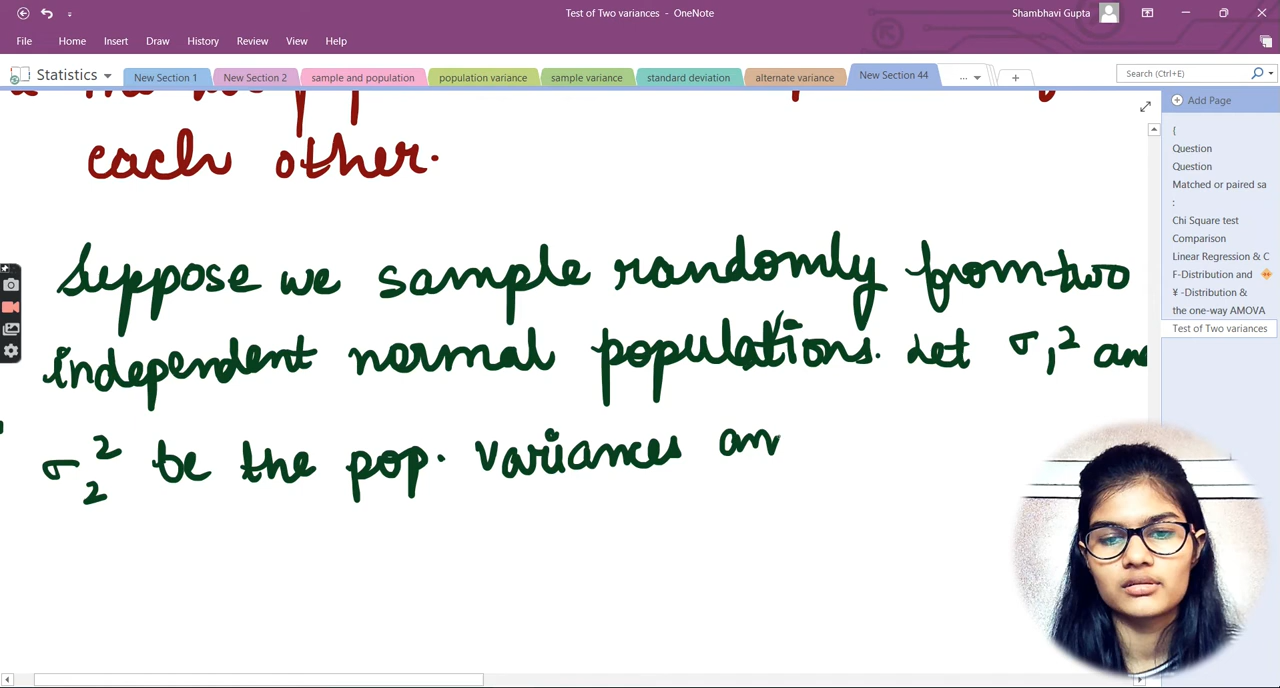 Test of Two variances - OneNote
Shambhavi Gupta
File Home Insert Draw History Review View Help
Statistics
New Section 1 New Section 2 sample and population population variance sample variance standard deviation alternate variance New Section 44 ...
Search (Ctrl+E)
Add Page
{
Question
Question
Matched or paired sa
:
Chi Square test
Comparison
Linear Regression & C
F-Distribution and
¥ -Distribution &
the one-way AMOVA
Test of Two variances
each other.
Suppose we sample randomly from two
independent normal populations. Let σ₁² an
σ₂² be the pop. variances an